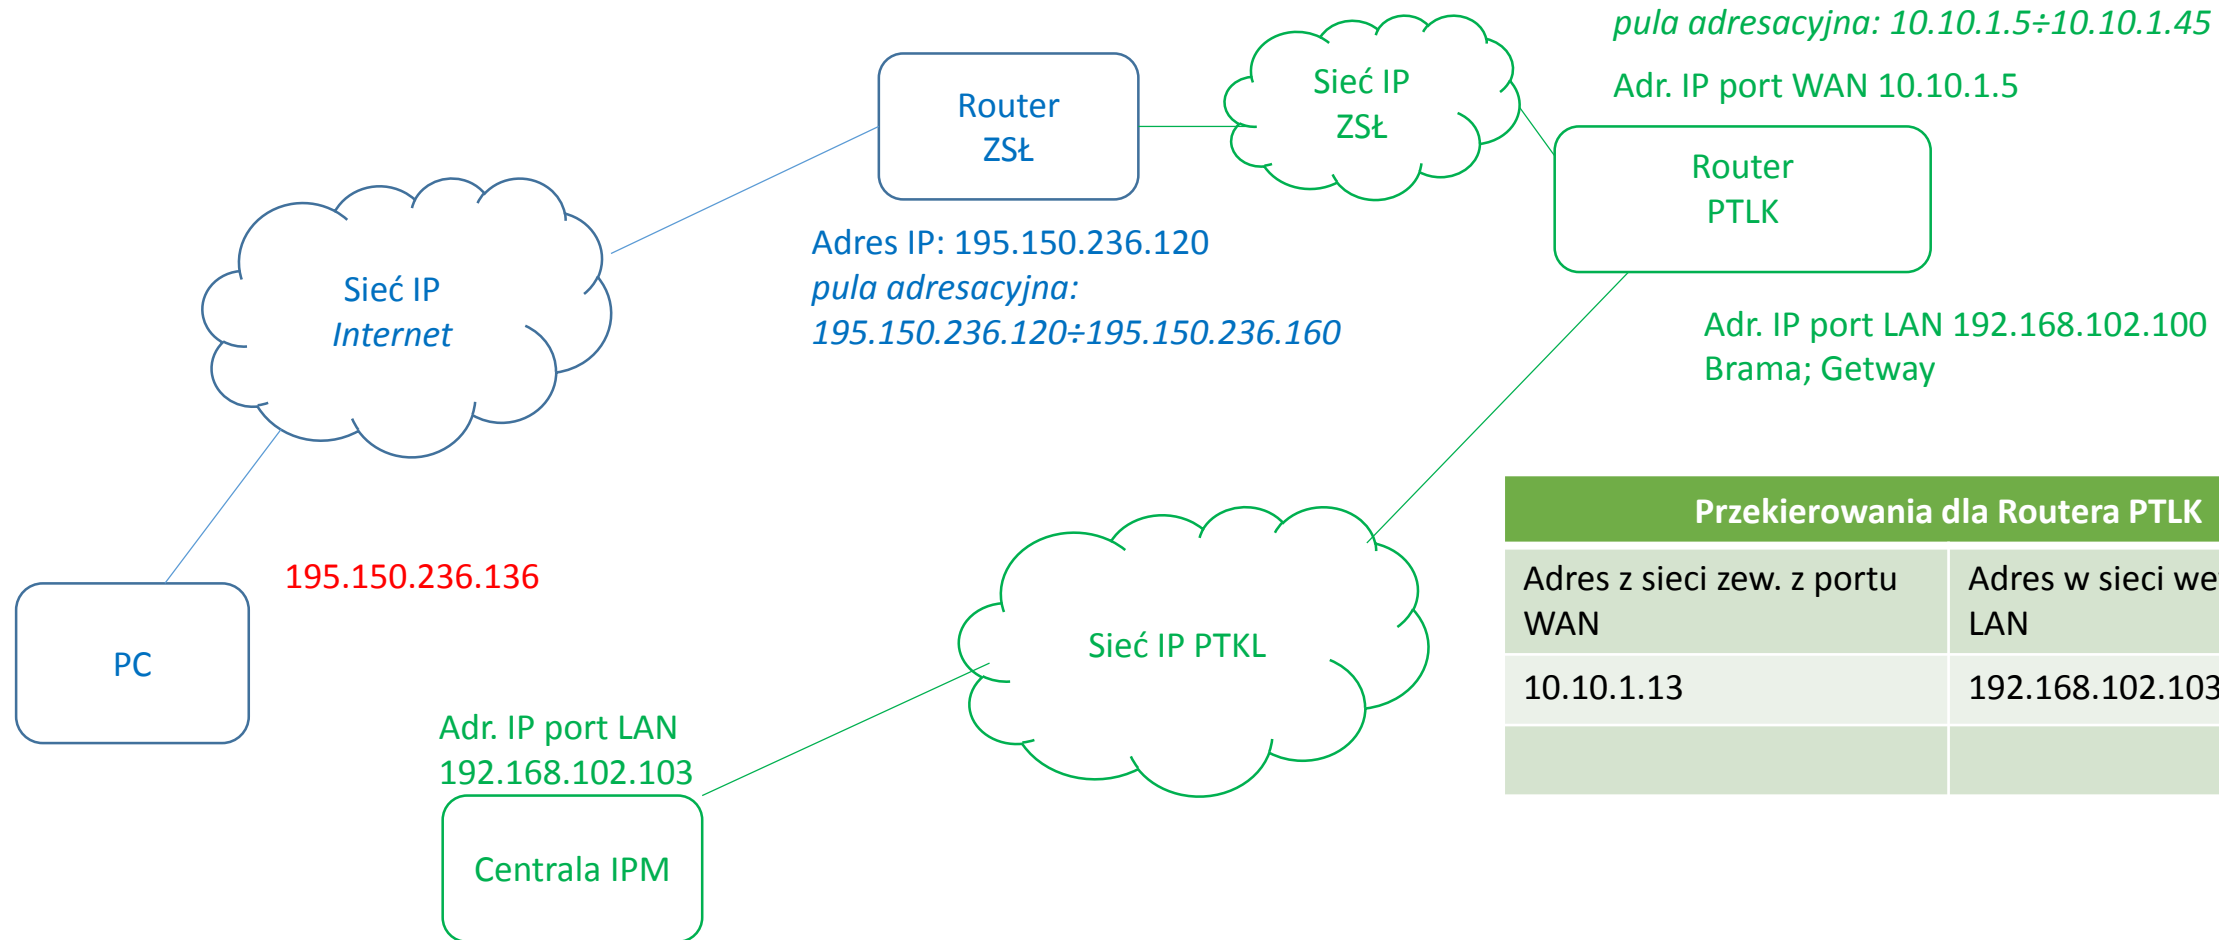 pula adresacyjna: 10.10.1.5÷10.10.1.45
Adr. IP port WAN 10.10.1.5
Sieć IP
ZSŁ
Router
ZSŁ
Router
PTLK
Adres IP: 195.150.236.120
pula adresacyjna:
195.150.236.120÷195.150.236.160
Sieć IP
Internet
Adr. IP port LAN 192.168.102.100
Brama; Getway
195.150.236.136
PC
Sieć IP PTKL
Przekierowania dla Routera PTLK
Adres z sieci zew. z portu
WAN
Adres w sieci
LAN
10.10.1.13
192.168.102.103
Adr. IP port LAN
192.168.102.103
Centrala IPM